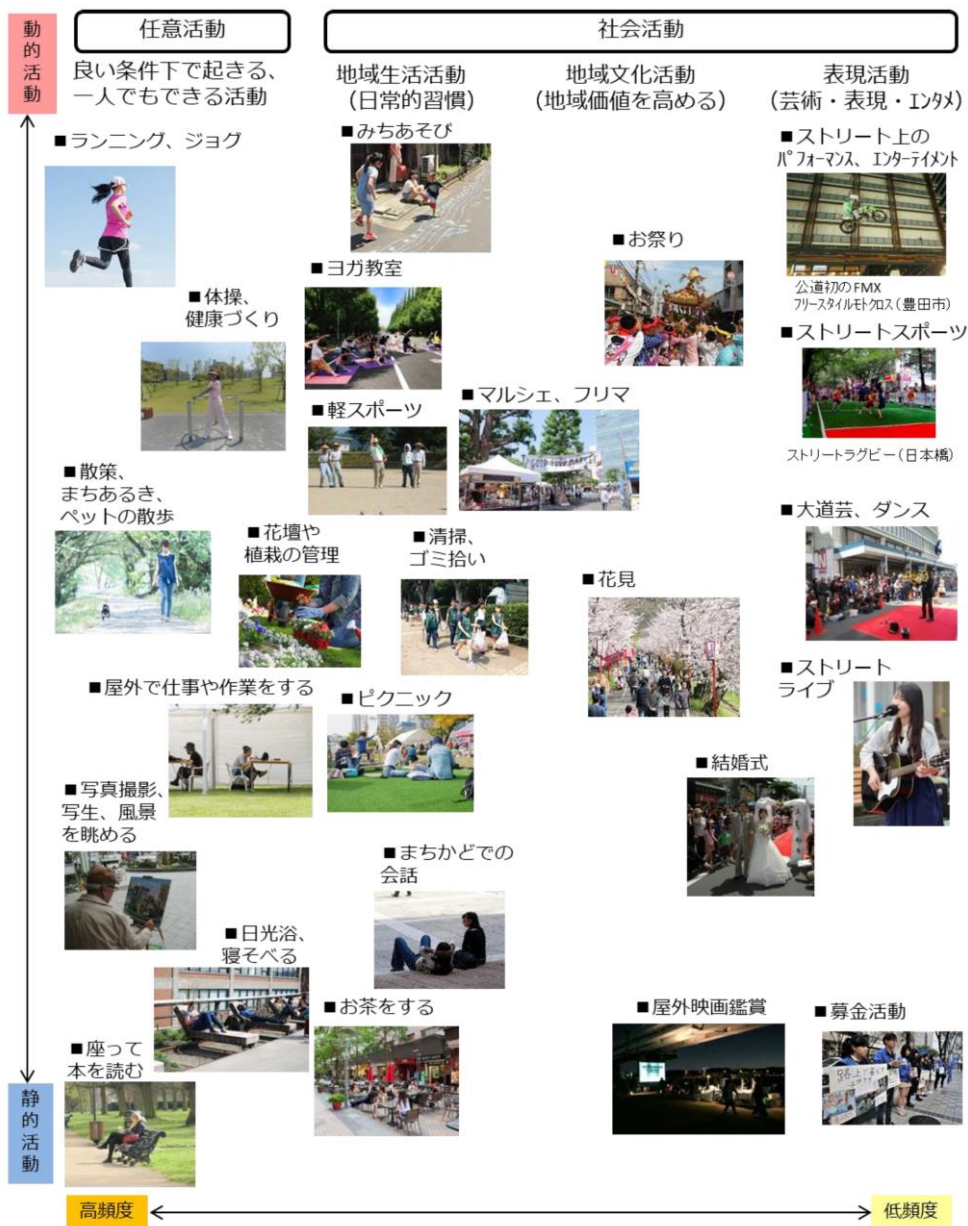 動的活動
任意活動
良い条件下で起きる、
一人でもできる活動
社会活動
地域生活活動
(日常的習慣)
地域文化活動
(地域価値を高める)
表現活動
(芸術・表現・エンタメ)
■ランニング、ジョグ
■みちあそび
■ストリート上の
パフォーマンス、エンターテイメント
公道初のFMX
フリースタイルモトクロス(豊田市)
■お祭り
■ヨガ教室
■体操、
健康づくり
■ストリートスポーツ
ストリートラグビー(日本橋)
■軽スポーツ
■マルシェ、フリマ
■散策、
まちあるき、
ペットの散歩
■花壇や
植栽の管理
■清掃、
ゴミ拾い
■花見
■大道芸、ダンス
■屋外で仕事や作業をする
■ピクニック
■ストリート
ライブ
■結婚式
■写真撮影、
写生、風景
を眺める
■まちかどでの
会話
■日光浴、
寝そべる
■お茶をする
■屋外映画鑑賞
■募金活動
■座って
本を読む
静的活動
高頻度
低頻度